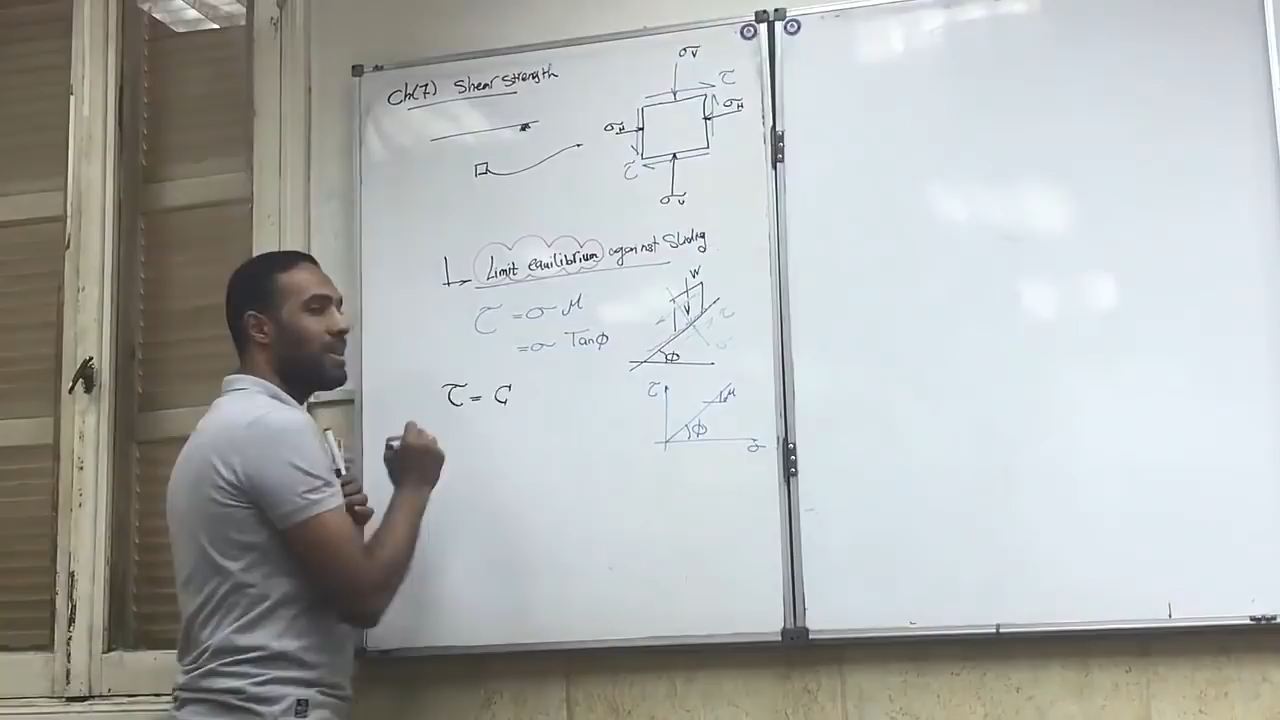 Ch(7) Shear Strength
σv
τ
σH
σH
τ
σv
Limit equilibrium against Sliding
τ = σ μ
= σ Tanφ
W
τ
φ
τ = C
τ
μ
φ
σ